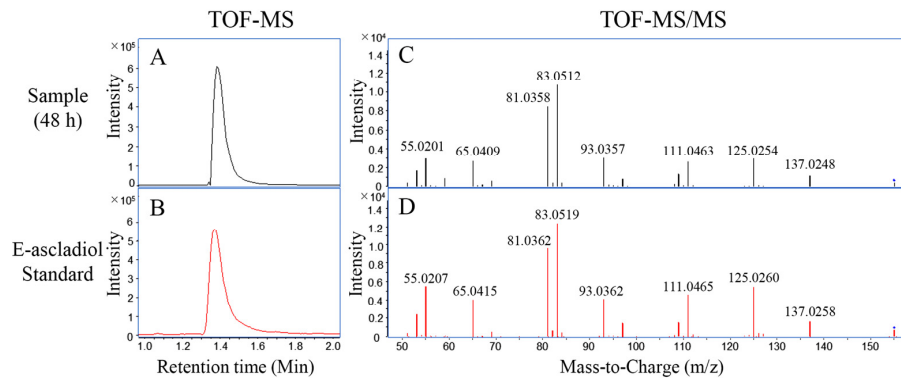 TOF-MS
TOF-MS/MS
Sample
(48 h)
A
×10⁵
Intensity
6
5
4
3
2
1
0
C
×10⁴
Intensity
1.4
1.2
1.0
0.8
0.6
0.4
0.2
0.0
55.0201
65.0409
81.0358
83.0512
93.0357
111.0463
125.0254
137.0248
E-ascladiol
Standard
B
×10⁵
Intensity
6
5
4
3
2
1
0
1.0 1.2 1.4 1.6 1.8 2.0
Retention time (Min)
D
×10⁴
Intensity
1.4
1.2
1.0
0.8
0.6
0.4
0.2
0.0
55.0207
65.0415
81.0362
83.0519
93.0362
111.0465
125.0260
137.0258
50 60 70 80 90 100 110 120 130 140 150
Mass-to-Charge (m/z)